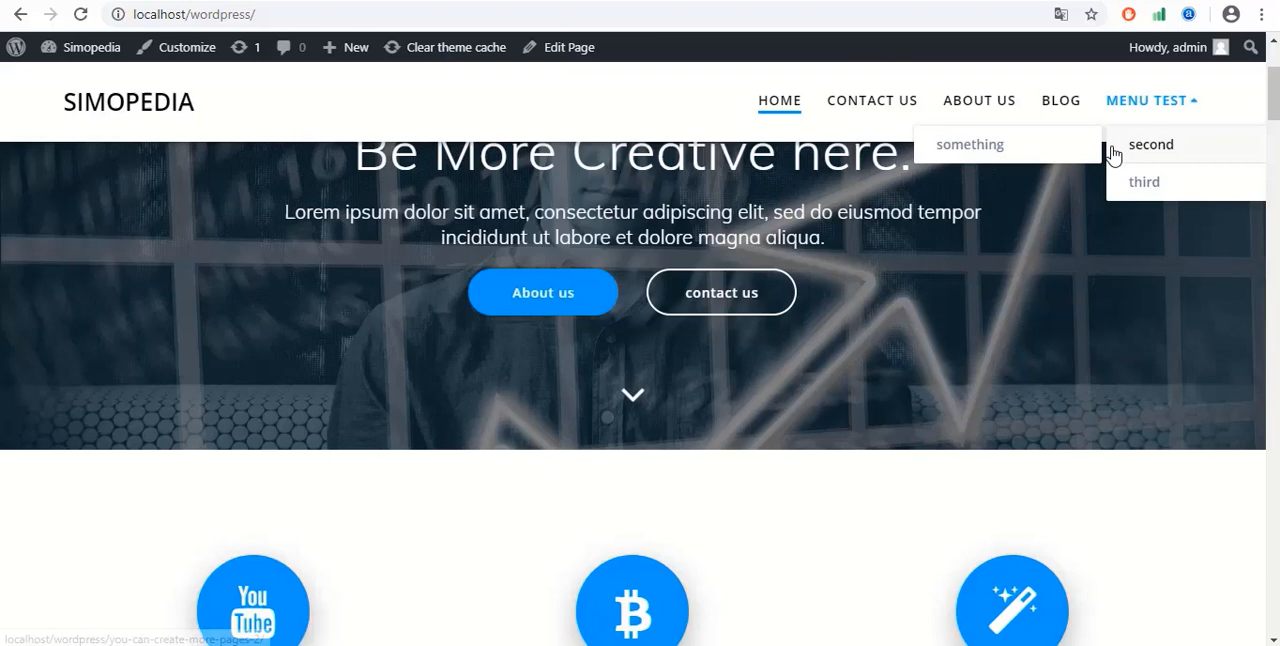 localhost/wordpress/
Simopedia Customize 1 0 New Clear theme cache Edit Page Howdy, admin
SIMOPEDIA HOME CONTACT US ABOUT US BLOG MENU TEST
something second
third
Be More Creative here.
Lorem ipsum dolor sit amet, consectetur adipiscing elit, sed do eiusmod tempor
incididunt ut labore et dolore magna aliqua.
About us contact us
You
Tube
localhost/wordpress/you-can-create-more-pages-2/